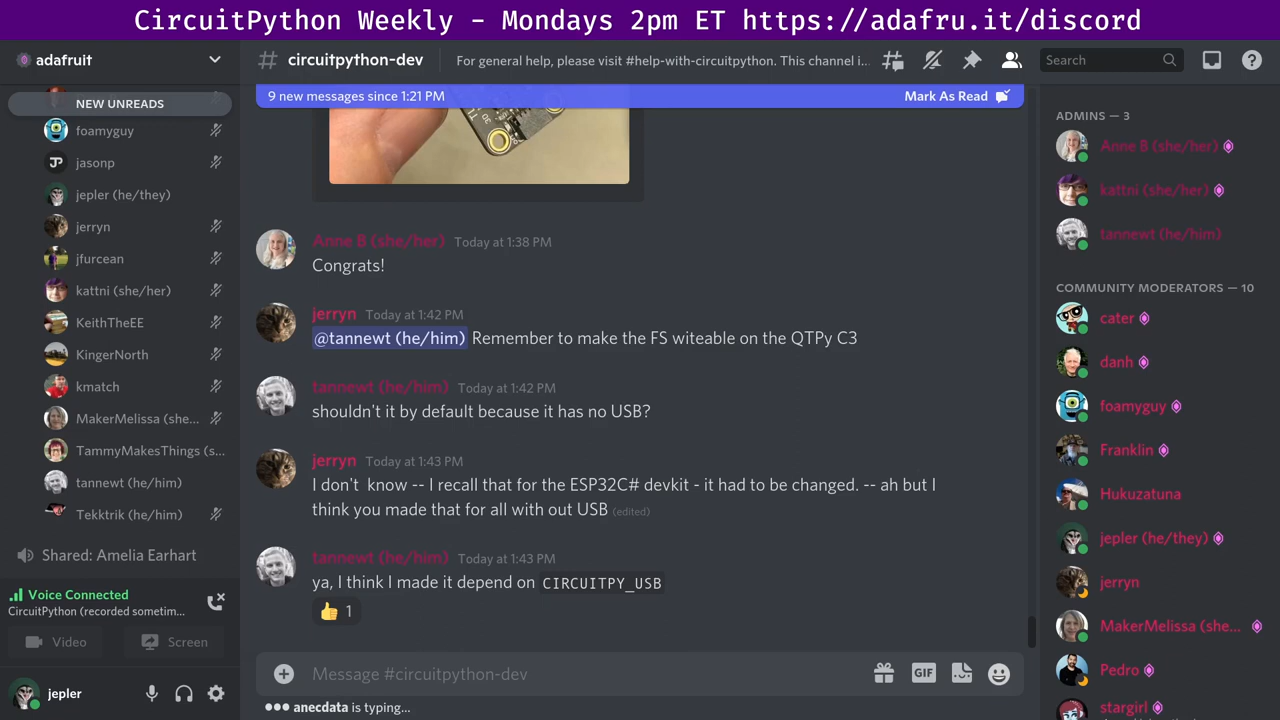 CircuitPython Weekly - Mondays 2pm ET https://adafru.it/discord
adafruit
# circuitpython-dev
For general help, please visit #help-with-circuitpython. This channel i...
Search
NEW UNREADS
foamyguy
jasonp
jepler (he/they)
jerryn
jfurcean
kattni (she/her)
KeithTheEE
KingerNorth
kmatch
MakerMelissa (she...
TammyMakesThings (s...
tannewt (he/him)
Tekktrik (he/him)
Shared: Amelia Earhart
Voice Connected
CircuitPython (recorded sometim...
Video
Screen
jepler
9 new messages since 1:21 PM
Mark As Read
Anne B (she/her) Today at 1:38 PM
Congrats!
jerryn Today at 1:42 PM
@tannewt (he/him) Remember to make the FS witeable on the QTPy C3
tannewt (he/him) Today at 1:42 PM
shouldn't it by default because it has no USB?
jerryn Today at 1:43 PM
I don't know -- I recall that for the ESP32C# devkit - it had to be changed. -- ah but I
think you made that for all with out USB (edited)
tannewt (he/him) Today at 1:43 PM
ya, I think I made it depend on CIRCUITPY_USB
👍 1
Message #circuitpython-dev
GIF
anecdata is typing...
ADMINS — 3
Anne B (she/her)
kattni (she/her)
tannewt (he/him)
COMMUNITY MODERATORS — 10
cater
danh
foamyguy
Franklin
Hukuzatuna
jepler (he/they)
jerryn
MakerMelissa (she...
Pedro
stargirl